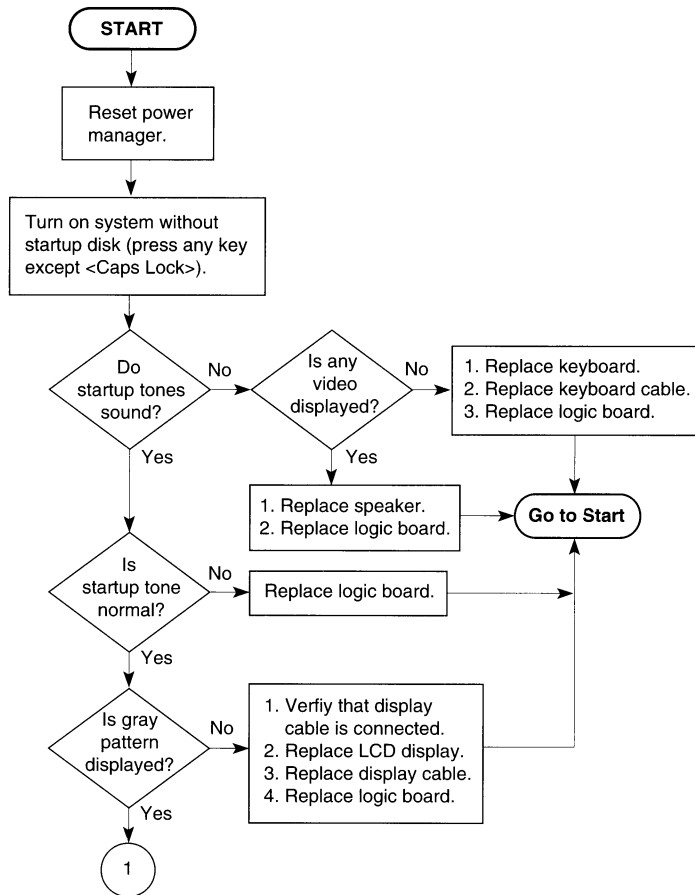 START
Reset power
manager.
Turn on system without
startup disk (press any key
except <Caps Lock>).
Do
startup tones
sound?
No
Is any
video
displayed?
No
1. Replace keyboard.
2. Replace keyboard cable.
3. Replace logic board.
Yes
Yes
1. Replace speaker.
2. Replace logic board.
Go to Start
Is
startup tone
normal?
No
Replace logic board.
Yes
Is gray
pattern
displayed?
No
1. Verfiy that display
cable is connected.
2. Replace LCD display.
3. Replace display cable.
4. Replace logic board.
Yes
1